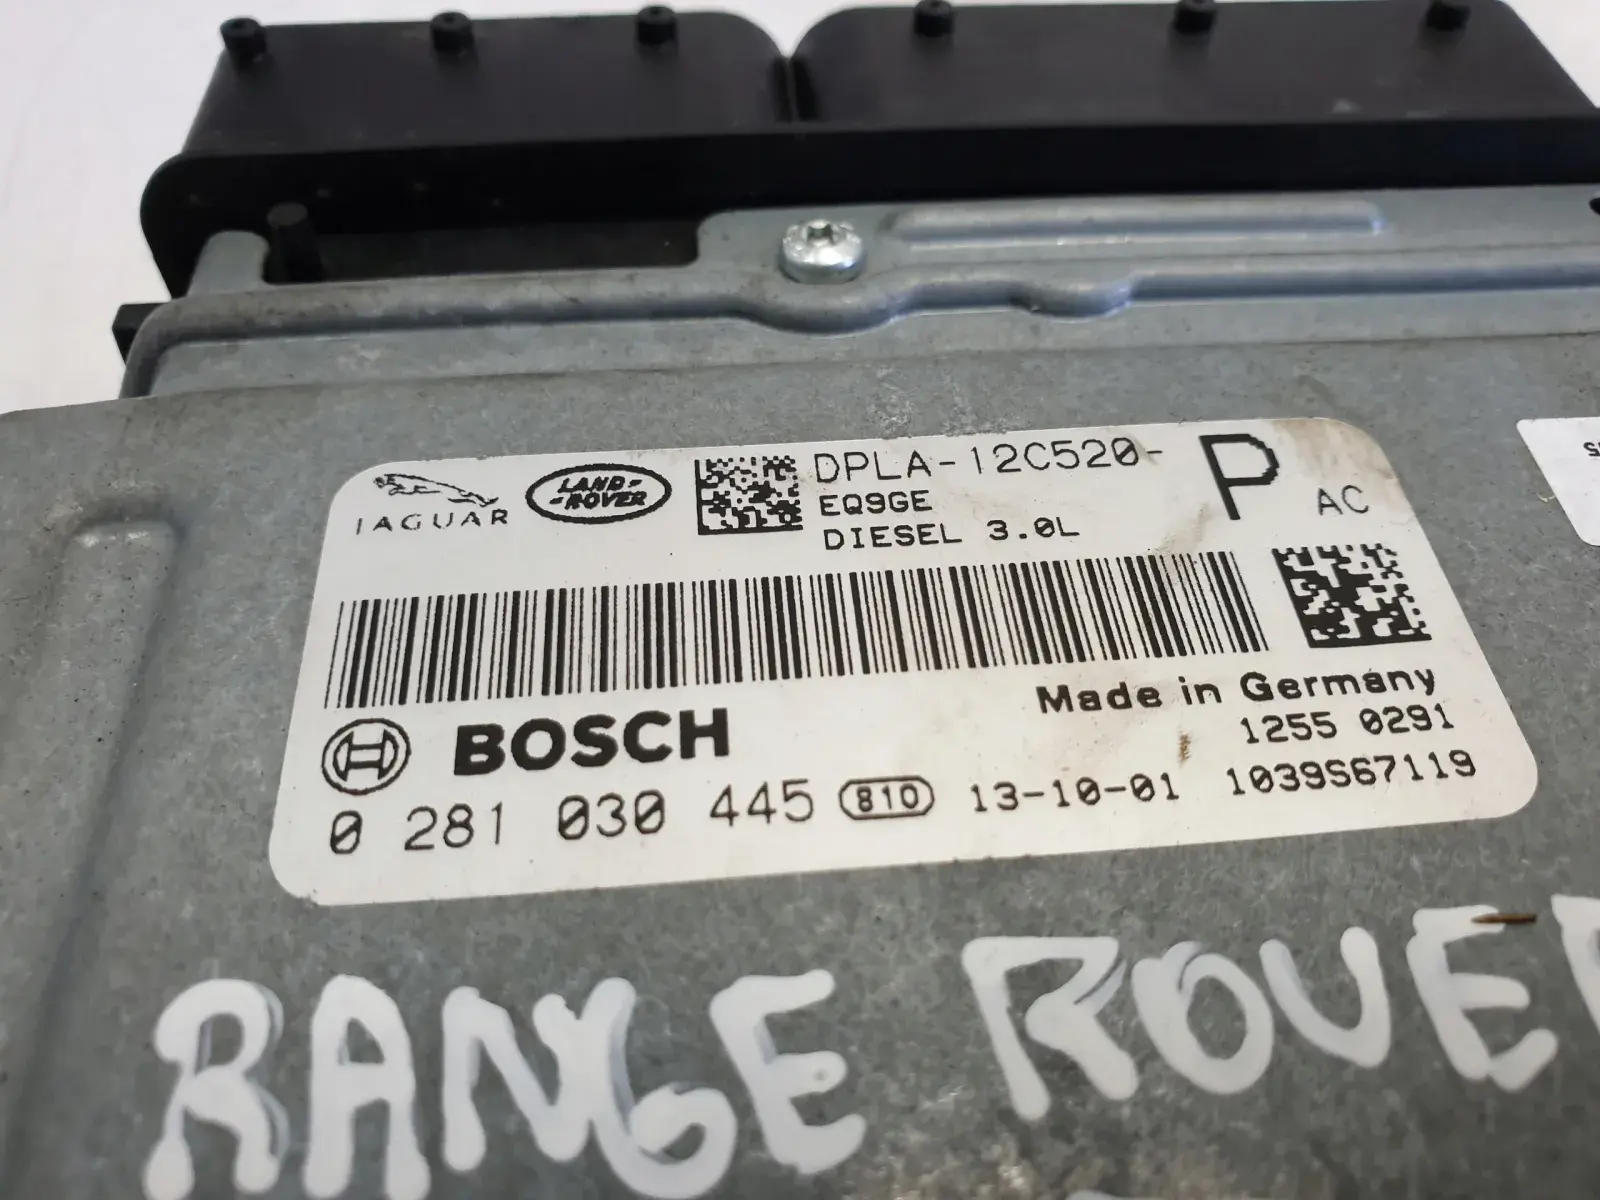 JAGUAR
LAND-
-ROVER
DPLA-12C520-
P
AC
EQ9GE
DIESEL 3.0L
Made in Germany
1255 0291
BOSCH
0 281 030 445 810 13-10-01 1039S67119
RANGE ROVER